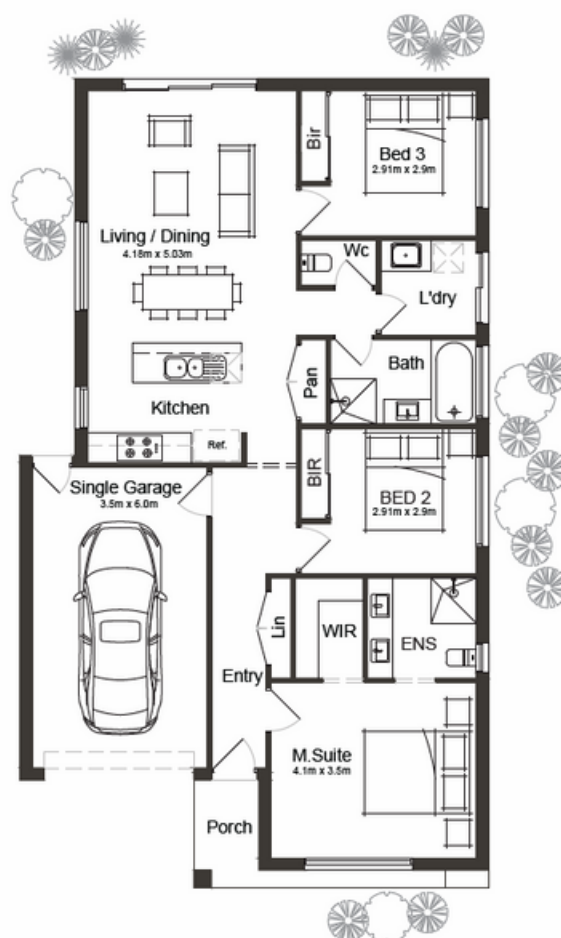 Bir
Bed 3
2.91m x 2.9m
Living / Dining
4.18m x 5.03m
Wc
L'dry
Pan
Bath
Kitchen
Ref.
Single Garage
3.5m x 6.0m
BIR
BED 2
2.91m x 2.9m
Lin
WIR
ENS
Entry
M.Suite
4.1m x 3.5m
Porch